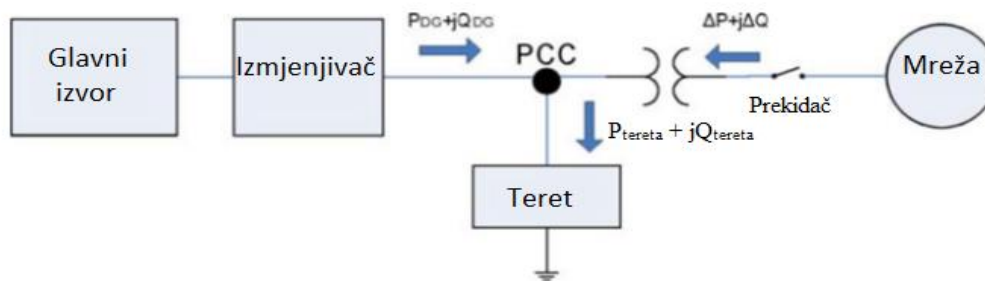 Glavni
izvor
Izmjenjivač
PDG+jQDG
PCC
ΔP+jΔQ
Prekidač
Mreža
Ptereta + jQtereta
Teret